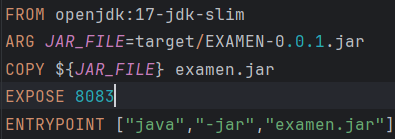 FROM openjdk:17-jdk-slim
ARG JAR_FILE=target/EXAMEN-0.0.1.jar
COPY ${JAR_FILE} examen.jar
EXPOSE 8083
ENTRYPOINT ["java","-jar","examen.jar"]